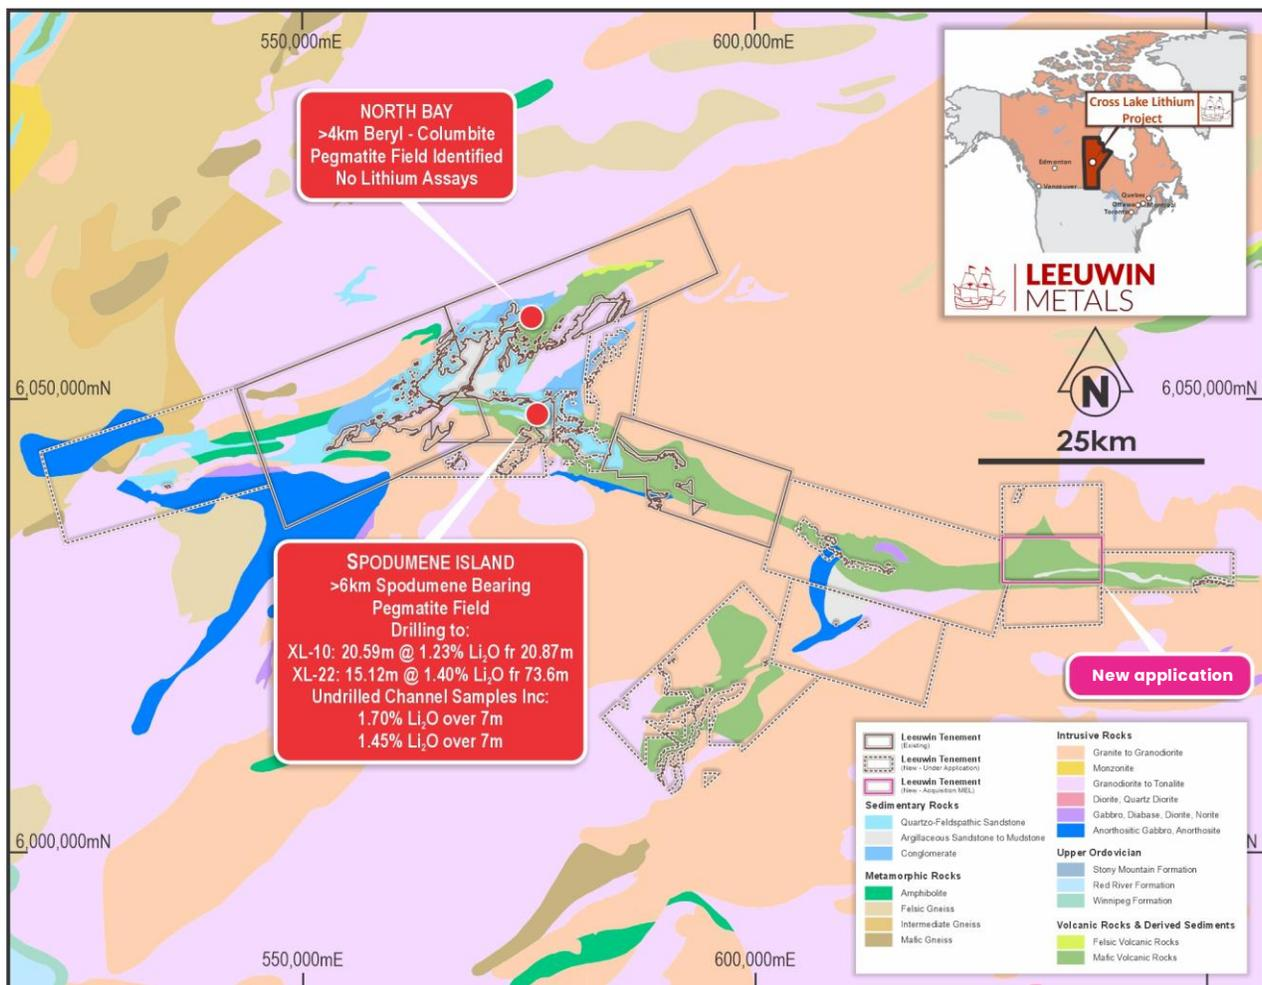 550,000mE
600,000mE
NORTH BAY
>4km Beryl - Columbite
Pegmatite Field Identified
No Lithium Assays
Cross Lake Lithium
Project
Edmonton
Vancouver
Quebec
Ottawa
Montreal
Toronto
LEEUWIN
METALS
6,050,000mN
N
6,050,000mN
25km
SPODUMENE ISLAND
>6km Spodumene Bearing
Pegmatite Field
Drilling to:
XL-10: 20.59m @ 1.23% Li₂O fr 20.87m
XL-22: 15.12m @ 1.40% Li₂O fr 73.6m
Undrilled Channel Samples Inc:
1.70% Li₂O over 7m
1.45% Li₂O over 7m
New application
Leeuwin Tenement
(Existing)
Leeuwin Tenement
(New - Under Application)
Leeuwin Tenement
(New - Acquisition MEL)
Sedimentary Rocks
Quartzo-Feldspathic Sandstone
Argillaceous Sandstone to Mudstone
Conglomerate
Metamorphic Rocks
Amphibolite
Felsic Gneiss
Intermediate Gneiss
Mafic Gneiss
Intrusive Rocks
Granite to Granodiorite
Monzonite
Granodiorite to Tonalite
Diorite, Quartz Diorite
Gabbro, Diabase, Diorite, Norite
Anorthositic Gabbro, Anorthosite
Upper Ordovician
Stony Mountain Formation
Red River Formation
Winnipeg Formation
Volcanic Rocks & Derived Sediments
Felsic Volcanic Rocks
Mafic Volcanic Rocks
6,000,000mN
N
550,000mE
600,000mE